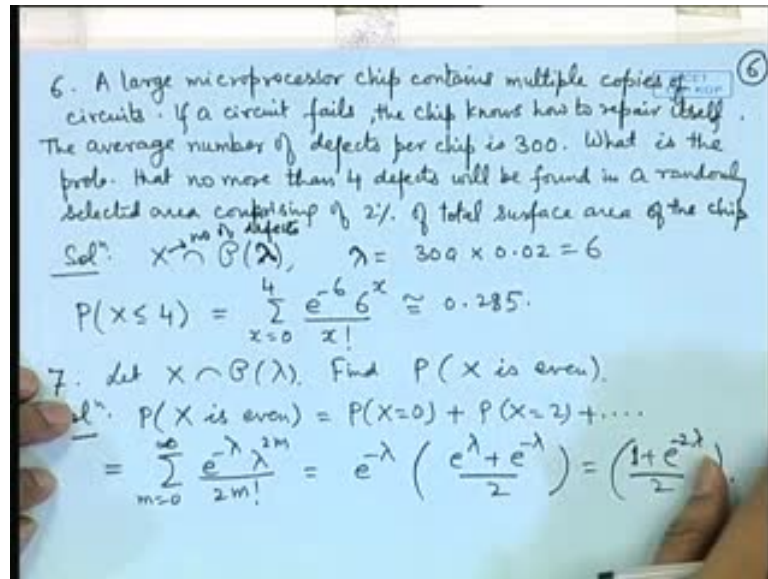 6. A large microprocessor chip contains multiple copies of
circuits. If a circuit fails, the chip knows how to repair itself.
The average number of defects per chip is 300. What is the
prob. that no more than 4 defects will be found in a randomly
selected area comprising of 2% of total surface area of the chip
Solⁿ. X → no of defects ∩ P(λ), λ = 300 × 0.02 = 6
P(X ≤ 4) = ∑_{x=0}^{4} e^{-6} 6^x / x! ≅ 0.285.
7. Let X ∩ P(λ). Find P(X is even).
olⁿ. P(X is even) = P(X=0) + P(X=2) + ....
= ∑_{m=0}^{∞} e^{-λ} λ^{2m} / 2m! = e^{-λ} ( (e^{λ} + e^{-λ}) / 2 ) = ( (1 + e^{-2λ}) / 2 ).
6
KGP